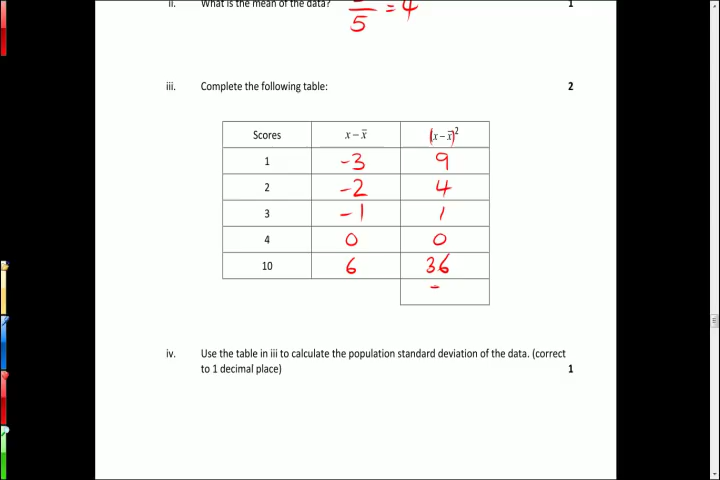 ii. What is the mean of the data? 1
5 = 4
iii. Complete the following table: 2
Scores x − x̄ (x − x̄)²
1 -3 9
2 -2 4
3 -1 1
4 0 0
10 6 36
iv. Use the table in iii to calculate the population standard deviation of the data. (correct
to 1 decimal place) 1